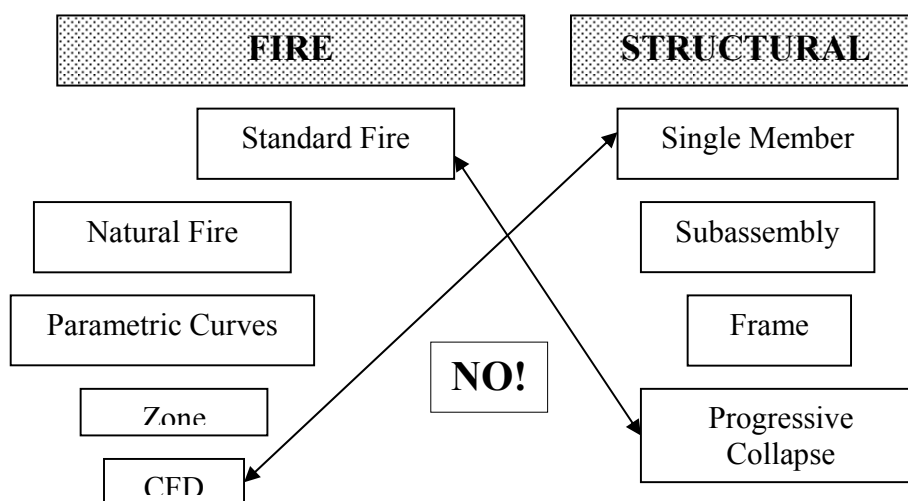 FIRE
STRUCTURAL
Standard Fire
Single Member
Natural Fire
Subassembly
Parametric Curves
Frame
NO!
Zone
Progressive
Collapse
CFD